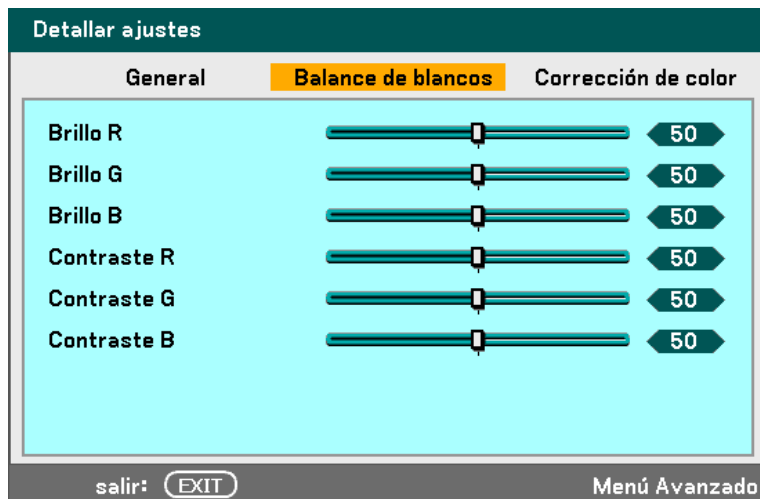 Detallar ajustes
General Balance de blancos Corrección de color
Brillo R 50
Brillo G 50
Brillo B 50
Contraste R 50
Contraste G 50
Contraste B 50
salir: EXIT Menú Avanzado